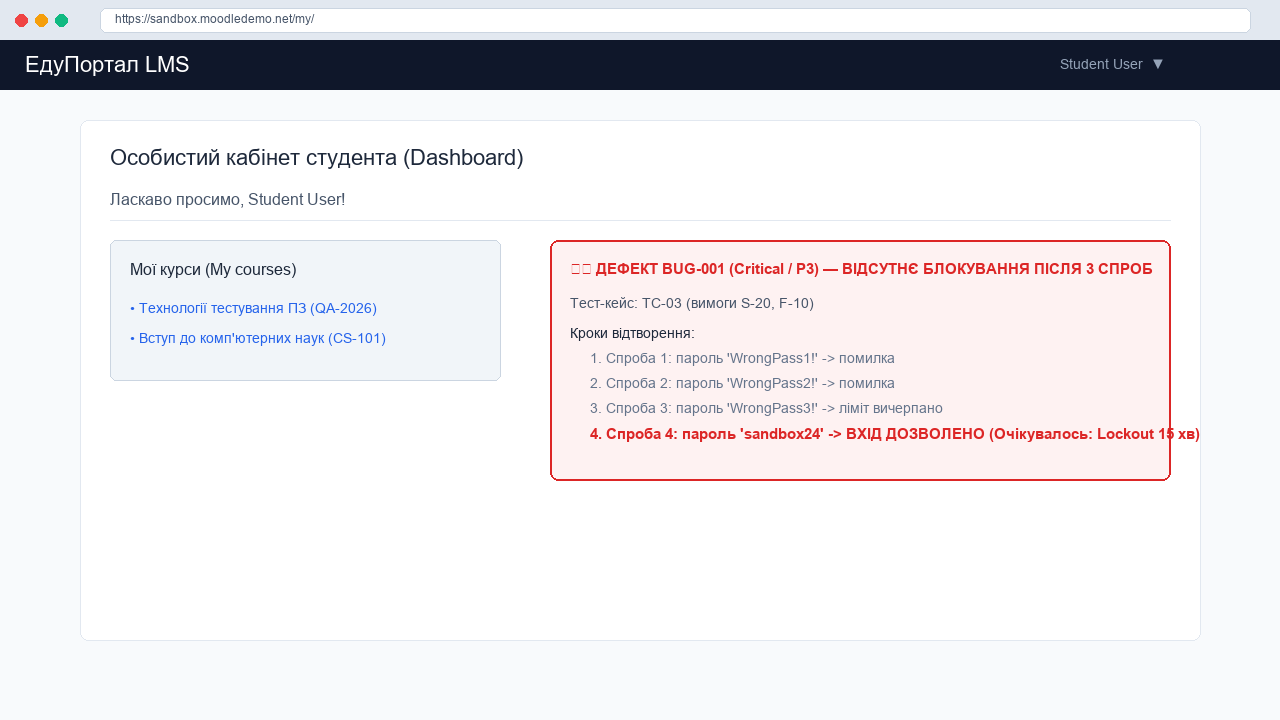 https://sandbox.moodledemo.net/my/
ЕдуПортал LMS
Student User ▼
Особистий кабінет студента (Dashboard)
Ласкаво просимо, Student User!
Мої курси (My courses)
• Технології тестування ПЗ (QA-2026)
• Вступ до комп'ютерних наук (CS-101)
ДЕФЕКТ BUG-001 (Critical / P3) — ВІДСУТНЄ БЛОКУВАННЯ ПІСЛЯ 3 СПРОБ
Тест-кейс: TC-03 (вимоги S-20, F-10)
Кроки відтворення:
1. Спроба 1: пароль 'WrongPass1!' -> помилка
2. Спроба 2: пароль 'WrongPass2!' -> помилка
3. Спроба 3: пароль 'WrongPass3!' -> ліміт вичерпано
4. Спроба 4: пароль 'sandbox24' -> ВХІД ДОЗВОЛЕНО (Очікувалось: Lockout 15 хв)